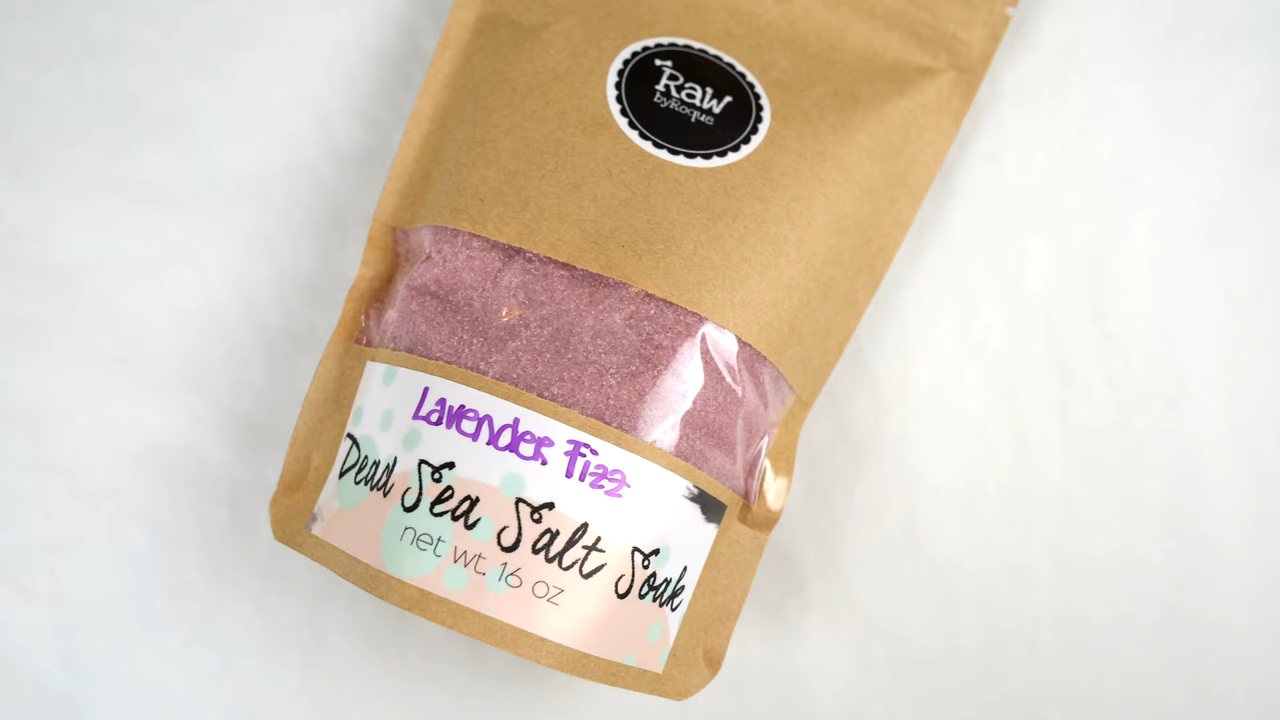 Raw
byRoque
Lavender Fizz
Dead Sea Salt Soak
net wt. 16 oz